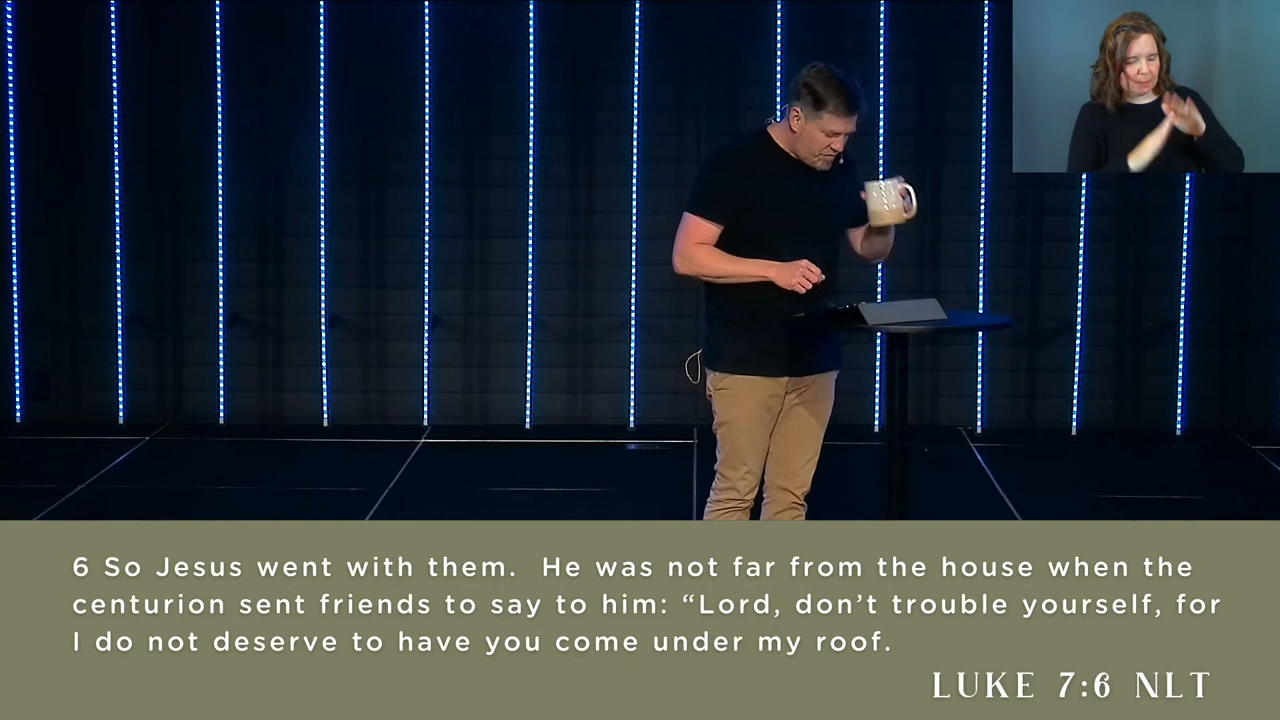 6 So Jesus went with them.  He was not far from the house when the
centurion sent friends to say to him: “Lord, don’t trouble yourself, for
I do not deserve to have you come under my roof.
LUKE 7:6 NLT